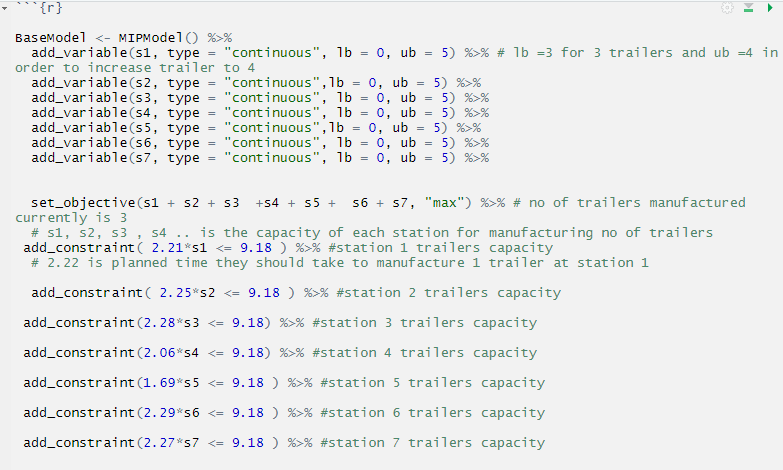 ```{r}
BaseModel <- MIPModel() %>%
add_variable(s1, type = "continuous", lb = 0, ub = 5) %>% # lb =3 for 3 trailers and ub =4 in
order to increase trailer to 4
add_variable(s2, type = "continuous",lb = 0, ub = 5) %>%
add_variable(s3, type = "continuous", lb = 0, ub = 5) %>%
add_variable(s4, type = "continuous", lb = 0, ub = 5) %>%
add_variable(s5, type = "continuous",lb = 0, ub = 5) %>%
add_variable(s6, type = "continuous", lb = 0, ub = 5) %>%
add_variable(s7, type = "continuous", lb = 0, ub = 5) %>%
set_objective(s1 + s2 + s3  +s4 + s5 +  s6 + s7, "max") %>% # no of trailers manufactured
currently is 3
# s1, s2, s3 , s4 .. is the capacity of each station for manufacturing no of trailers
add_constraint( 2.21*s1 <= 9.18 ) %>% #station 1 trailers capacity
# 2.22 is planned time they should take to manufacture 1 trailer at station 1
add_constraint( 2.25*s2 <= 9.18 ) %>% #station 2 trailers capacity
add_constraint(2.28*s3 <= 9.18) %>% #station 3 trailers capacity
add_constraint(2.06*s4 <= 9.18) %>% #station 4 trailers capacity
add_constraint(1.69*s5 <= 9.18 ) %>% #station 5 trailers capacity
add_constraint(2.29*s6 <= 9.18 ) %>% #station 6 trailers capacity
add_constraint(2.27*s7 <= 9.18 ) %>% #station 7 trailers capacity